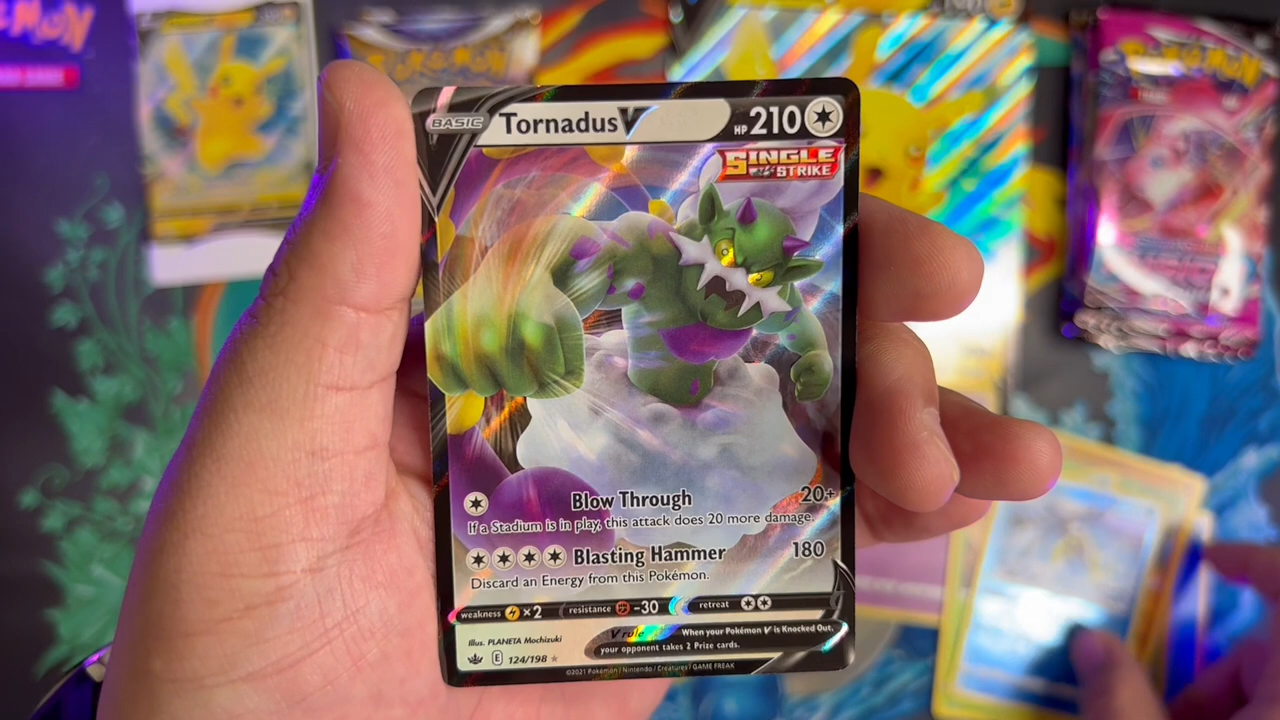 BASIC Tornadus V HP 210
SINGLE STRIKE
Blow Through 20+
If a Stadium is in play, this attack does 20 more damage.
Blasting Hammer 180
Discard an Energy from this Pokémon.
weakness ×2 resistance -30 retreat
V rule When your Pokémon V is Knocked Out,
your opponent takes 2 Prize cards.
Illus. PLANETA Mochizuki
E 124/198
©2021 Pokémon / Nintendo / Creatures / GAME FREAK
POKEMON
POKEMON